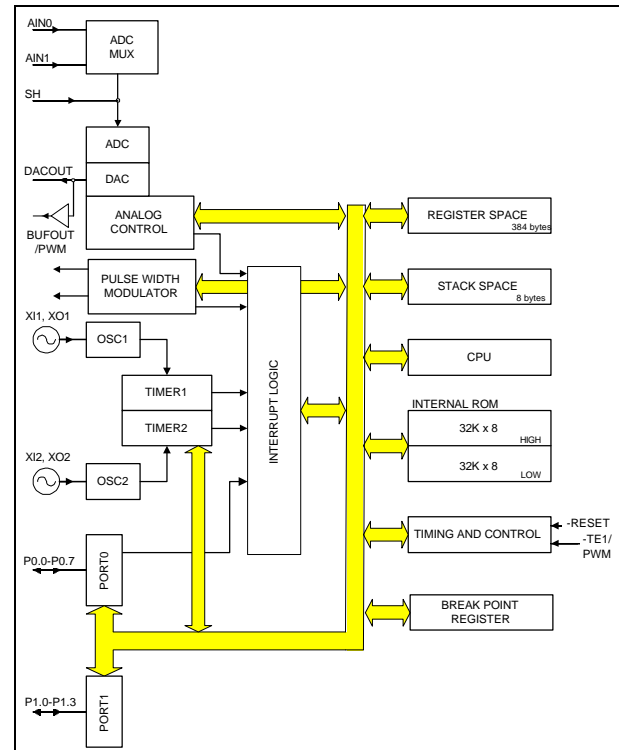 AIN0
ADC
MUX
AIN1
SH
ADC
DACOUT
DAC
ANALOG
CONTROL
BUFOUT
/PWM
PULSE WIDTH
MODULATOR
XI1, XO1
OSC1
TIMER1
TIMER2
XI2, XO2
OSC2
P0.0-P0.7
PORT0
P1.0-P1.3
PORT1
INTERRUPT LOGIC
REGISTER SPACE
384 bytes
STACK SPACE
8 bytes
CPU
INTERNAL ROM
32K x 8
HIGH
32K x 8
LOW
TIMING AND CONTROL
-RESET
-TE1/
PWM
BREAK POINT
REGISTER